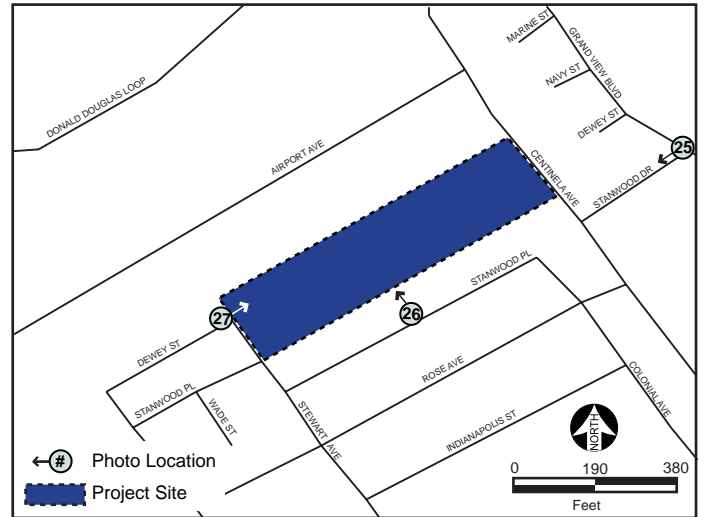 MARINE ST
GRAND VIEW BLVD
NAVY ST
DONALD DOUGLAS LOOP
DEWEY ST
AIRPORT AVE
25
CENTINELA AVE
STANWOOD DR
STANWOOD PL
27
26
DEWEY ST
STANWOOD PL
ROSE AVE
WADE ST
STEWART AVE
COLONIAL AVE
INDIANAPOLIS ST
NORTH
# Photo Location
Project Site
0 190 380
Feet